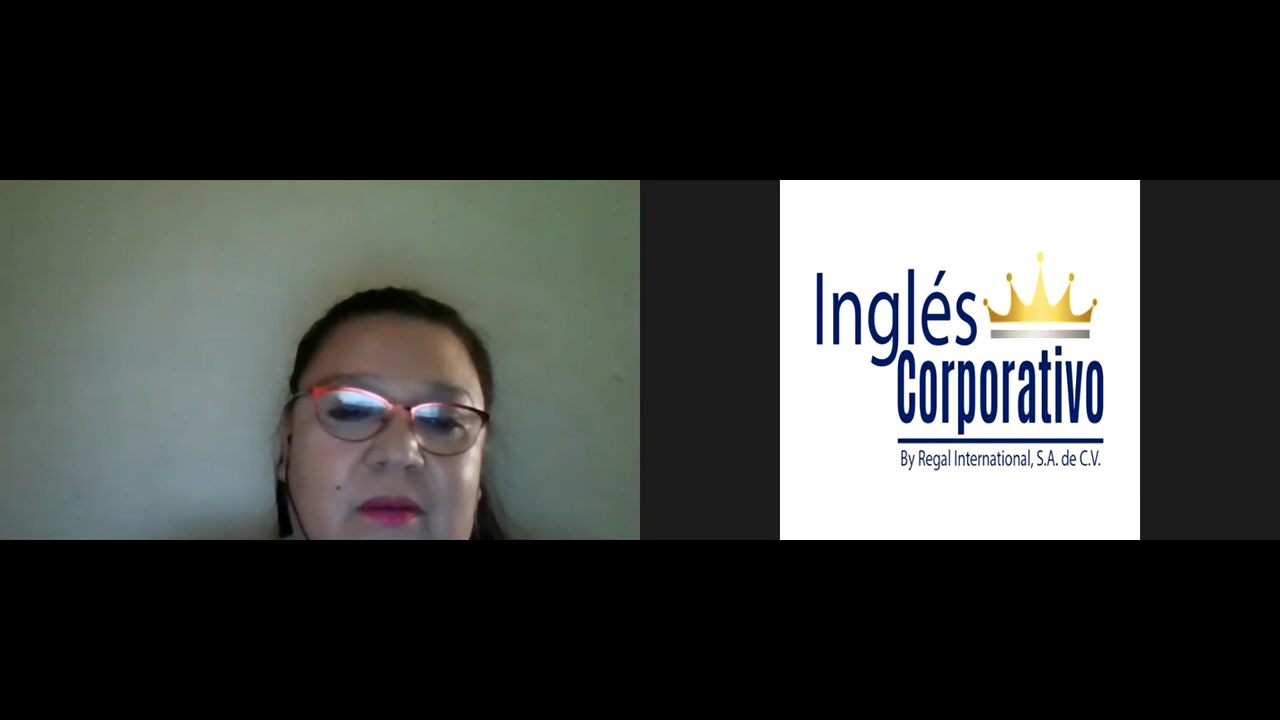 Inglés
Corporativo
By Regal International, S.A. de C.V.